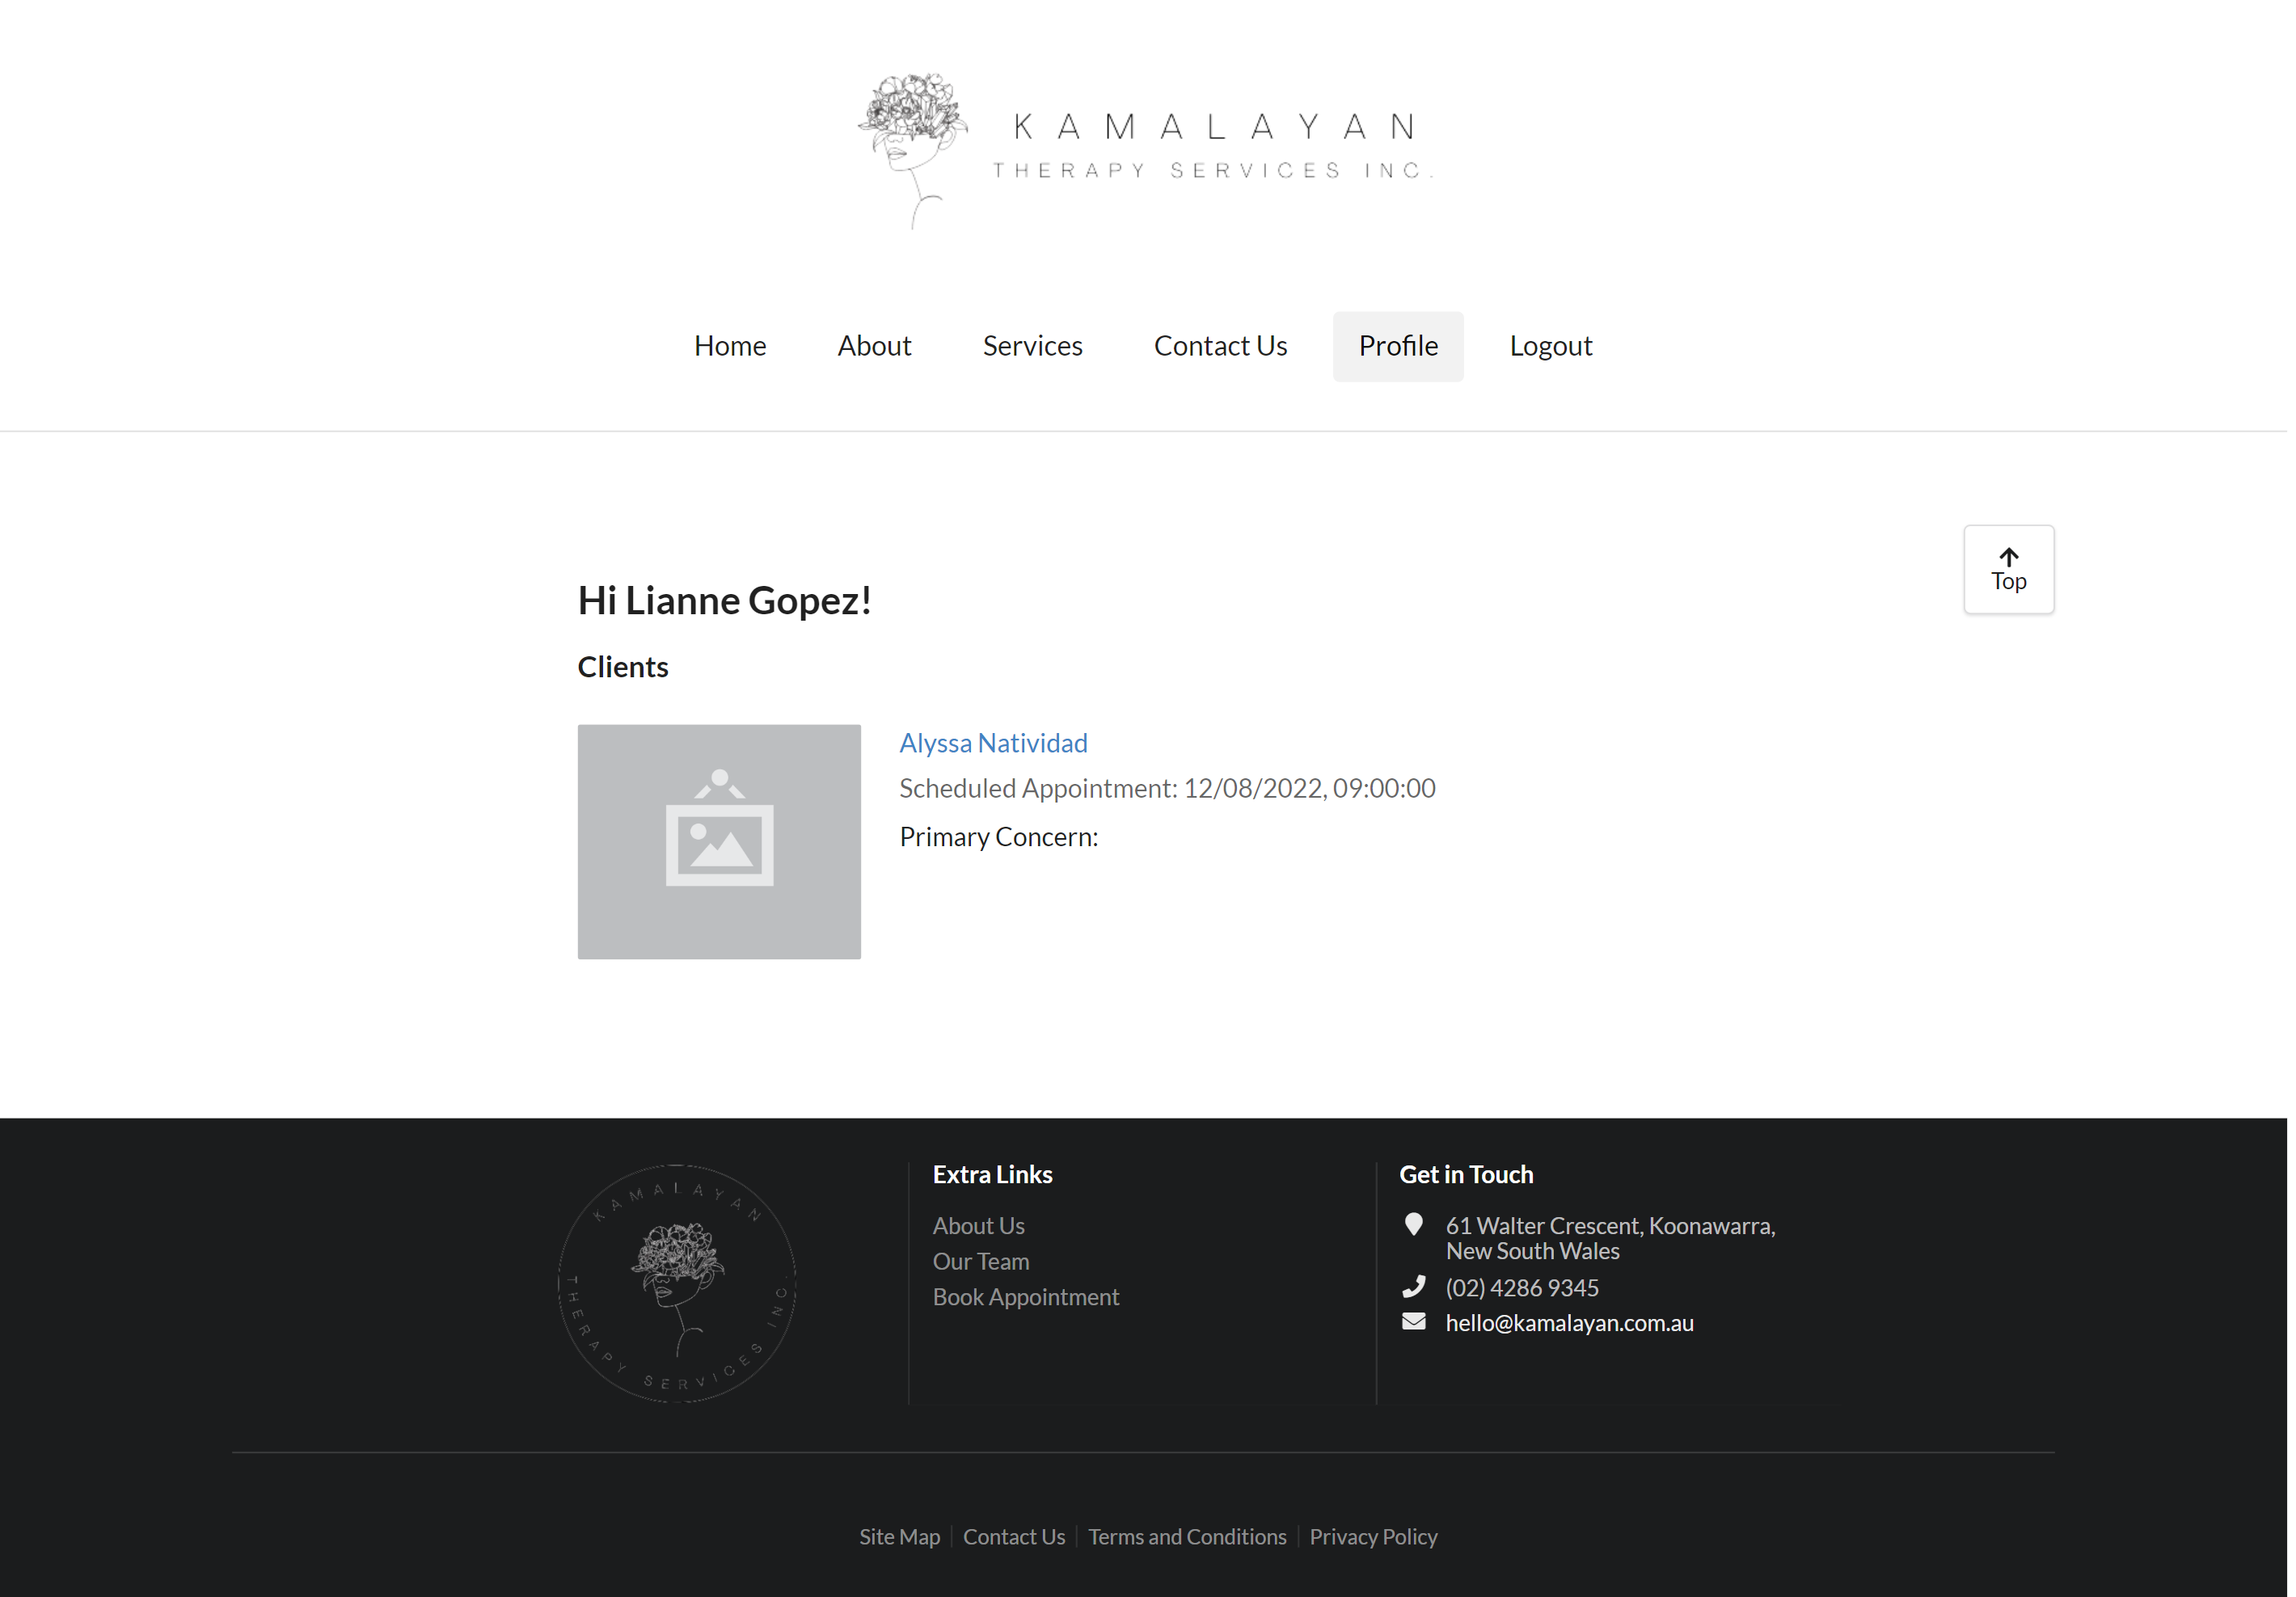 KAMALAYAN
THERAPY SERVICES INC.
Home About Services Contact Us Profile Logout
Top
Hi Lianne Gopez!
Clients
Alyssa Natividad
Scheduled Appointment: 12/08/2022, 09:00:00
Primary Concern:
KAMALAYAN
THERAPY SERVICES INC.
Extra Links
About Us
Our Team
Book Appointment
Get in Touch
61 Walter Crescent, Koonawarra,
New South Wales
(02) 4286 9345
hello@kamalayan.com.au
Site Map Contact Us Terms and Conditions Privacy Policy